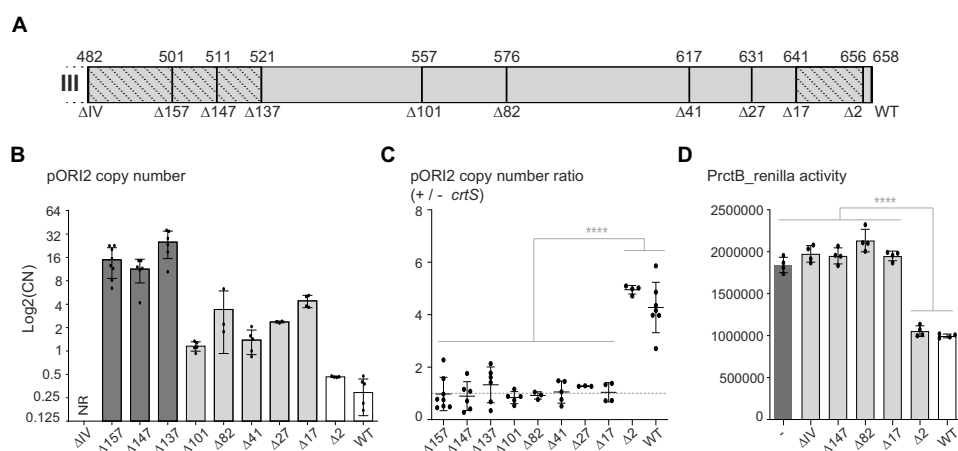 A
482 501 511 521 557 576 617 631 641 656 658
III
ΔIV Δ157 Δ147 Δ137 Δ101 Δ82 Δ41 Δ27 Δ17 Δ2 WT
B
pORI2 copy number
Log2(CN)
64
32
16
8
4
2
1
0.5
0.25
0.125
NR
ΔIV Δ157 Δ147 Δ137 Δ101 Δ82 Δ41 Δ27 Δ17 Δ2 WT
C
pORI2 copy number ratio
(+ / - crtS)
****
8
6
4
2
1
0
Δ157 Δ147 Δ137 Δ101 Δ82 Δ41 Δ27 Δ17 Δ2 WT
D
PrctB_renilla activity
****
2500000
2000000
1500000
1000000
500000
0
- ΔIV Δ147 Δ82 Δ17 Δ2 WT